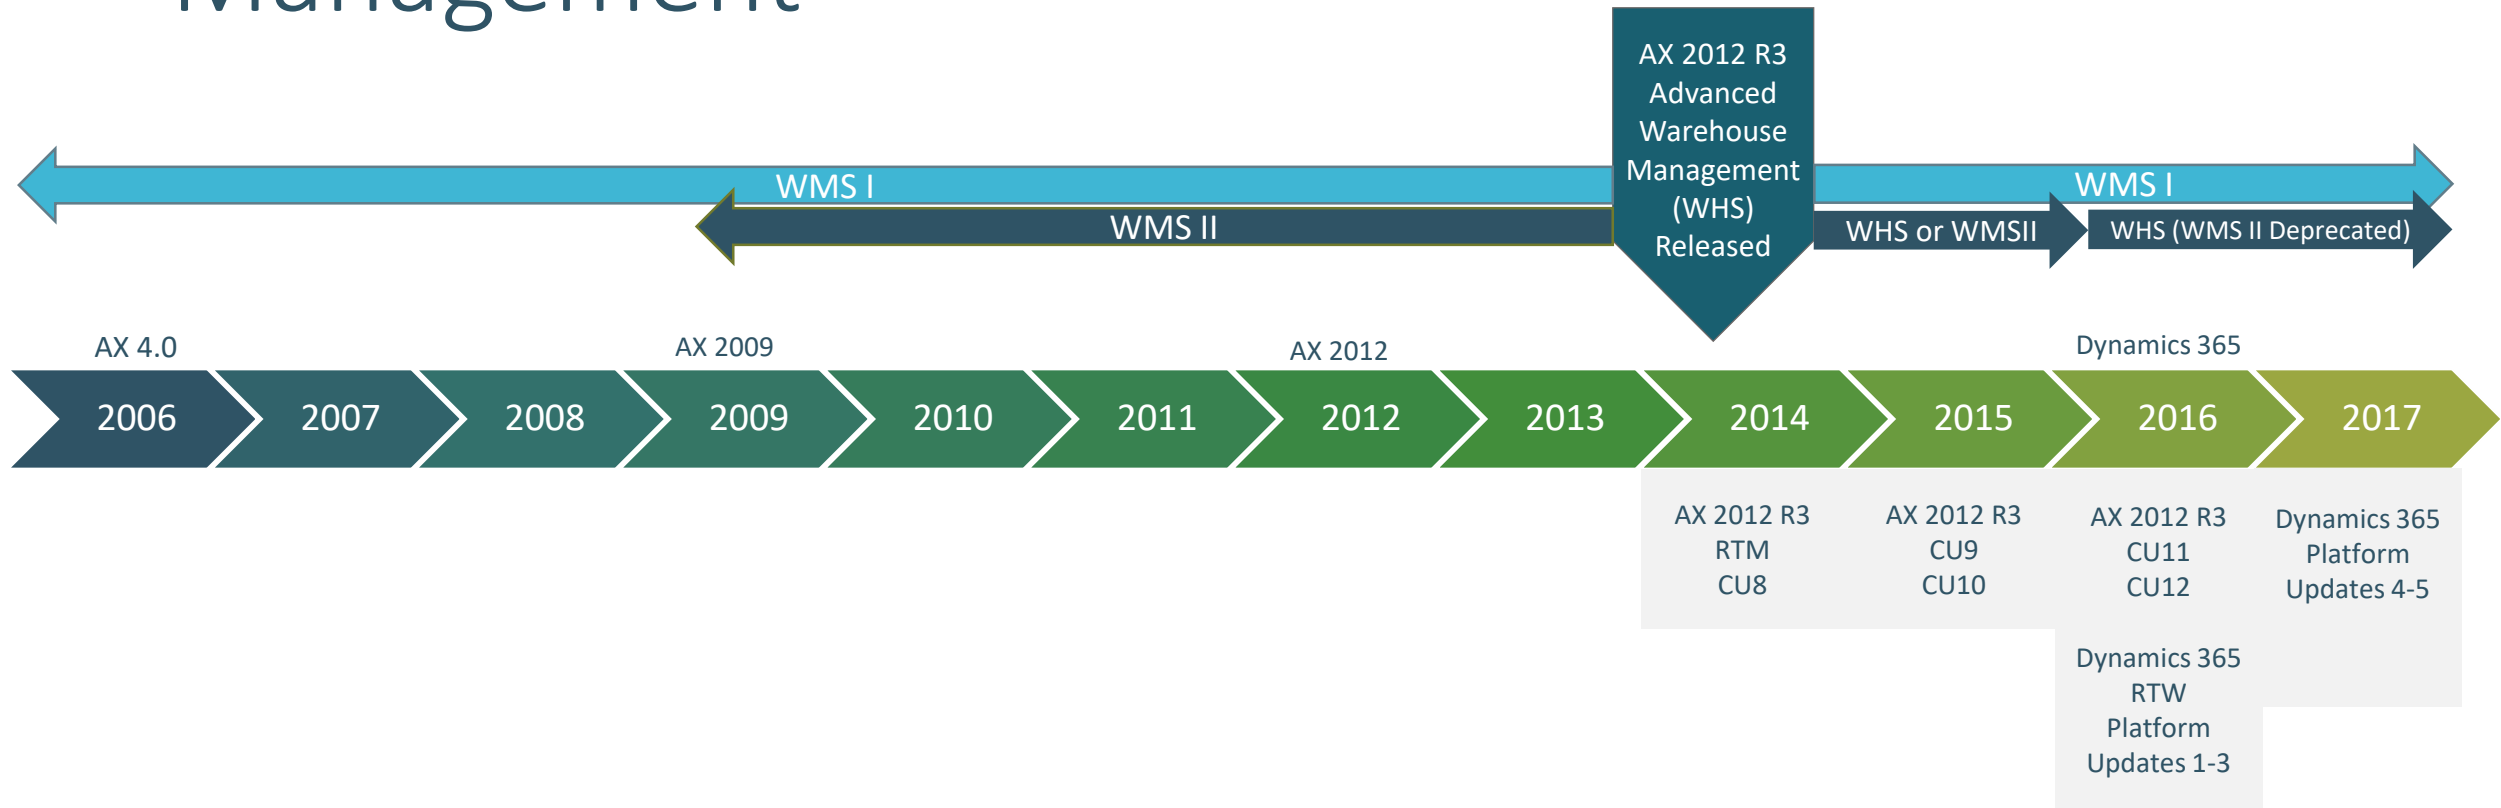 Management
AX 2012 R3
Advanced
Warehouse
Management
(WHS)
Released
WMS I
WMS I
WMS II
WHS or WMSII
WHS (WMS II Deprecated)
AX 4.0
AX 2009
AX 2012
Dynamics 365
2006
2007
2008
2009
2010
2011
2012
2013
2014
2015
2016
2017
AX 2012 R3
RTM
CU8
AX 2012 R3
CU9
CU10
AX 2012 R3
CU11
CU12
Dynamics 365
RTW
Platform
Updates 1-3
Dynamics 365
Platform
Updates 4-5